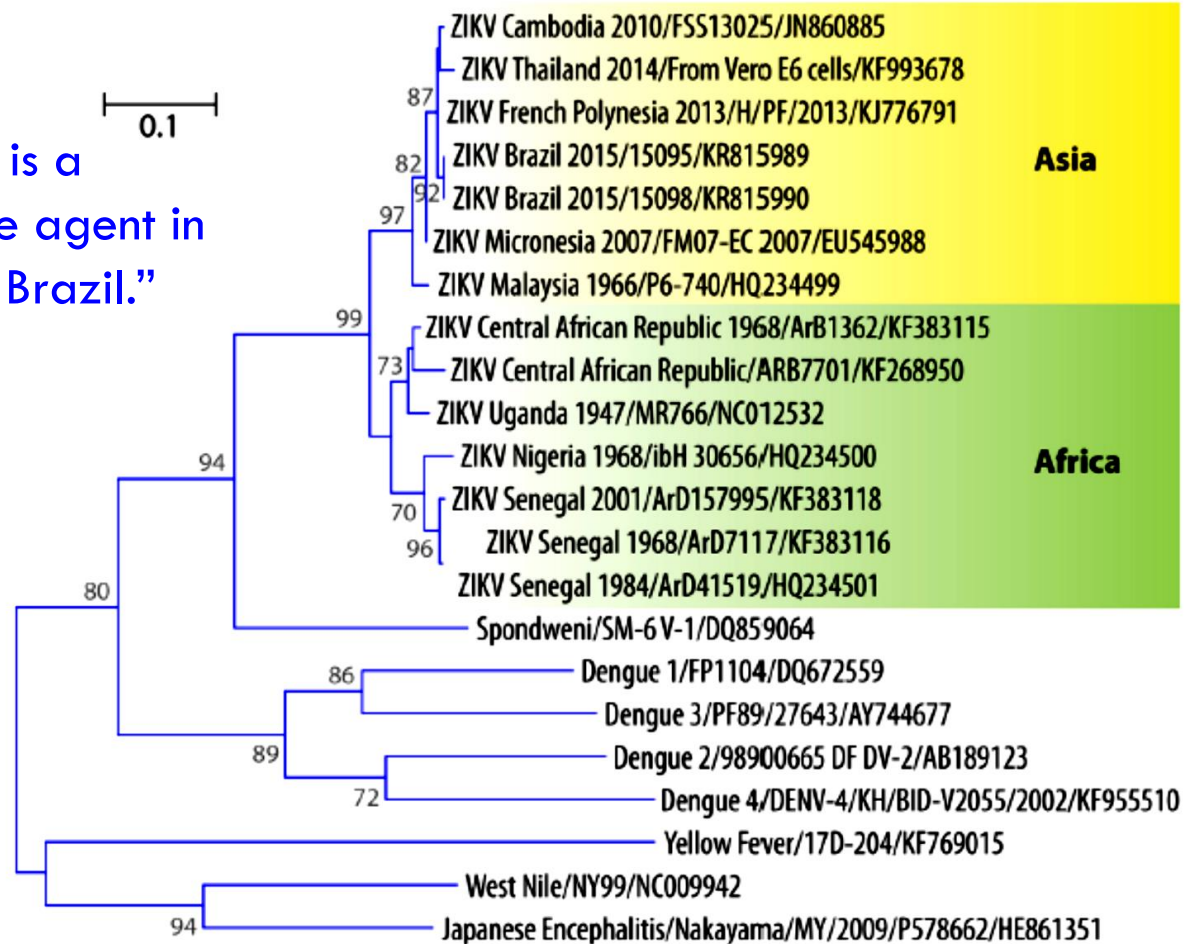 is a
e agent in
Brazil.”
0.1
ZIKV Cambodia 2010/FSS13025/JN860885
ZIKV Thailand 2014/From Vero E6 cells/KF993678
87
ZIKV French Polynesia 2013/H/PF/2013/KJ776791
82
ZIKV Brazil 2015/15095/KR815989
Asia
92
ZIKV Brazil 2015/15098/KR815990
97
ZIKV Micronesia 2007/FM07-EC 2007/EU545988
ZIKV Malaysia 1966/P6-740/HQ234499
99
ZIKV Central African Republic 1968/ArB1362/KF383115
73
ZIKV Central African Republic/ARB7701/KF268950
ZIKV Uganda 1947/MR766/NC012532
94
ZIKV Nigeria 1968/ibH 30656/HQ234500
Africa
ZIKV Senegal 2001/ArD157995/KF383118
70
ZIKV Senegal 1968/ArD7117/KF383116
96
ZIKV Senegal 1984/ArD41519/HQ234501
80
Spondweni/SM-6 V-1/DQ859064
86
Dengue 1/FP1104/DQ672559
Dengue 3/PF89/27643/AY744677
89
Dengue 2/98900665 DF DV-2/AB189123
72
Dengue 4/DENV-4/KH/BID-V2055/2002/KF955510
Yellow Fever/17D-204/KF769015
West Nile/NY99/NC009942
94
Japanese Encephalitis/Nakayama/MY/2009/P578662/HE861351